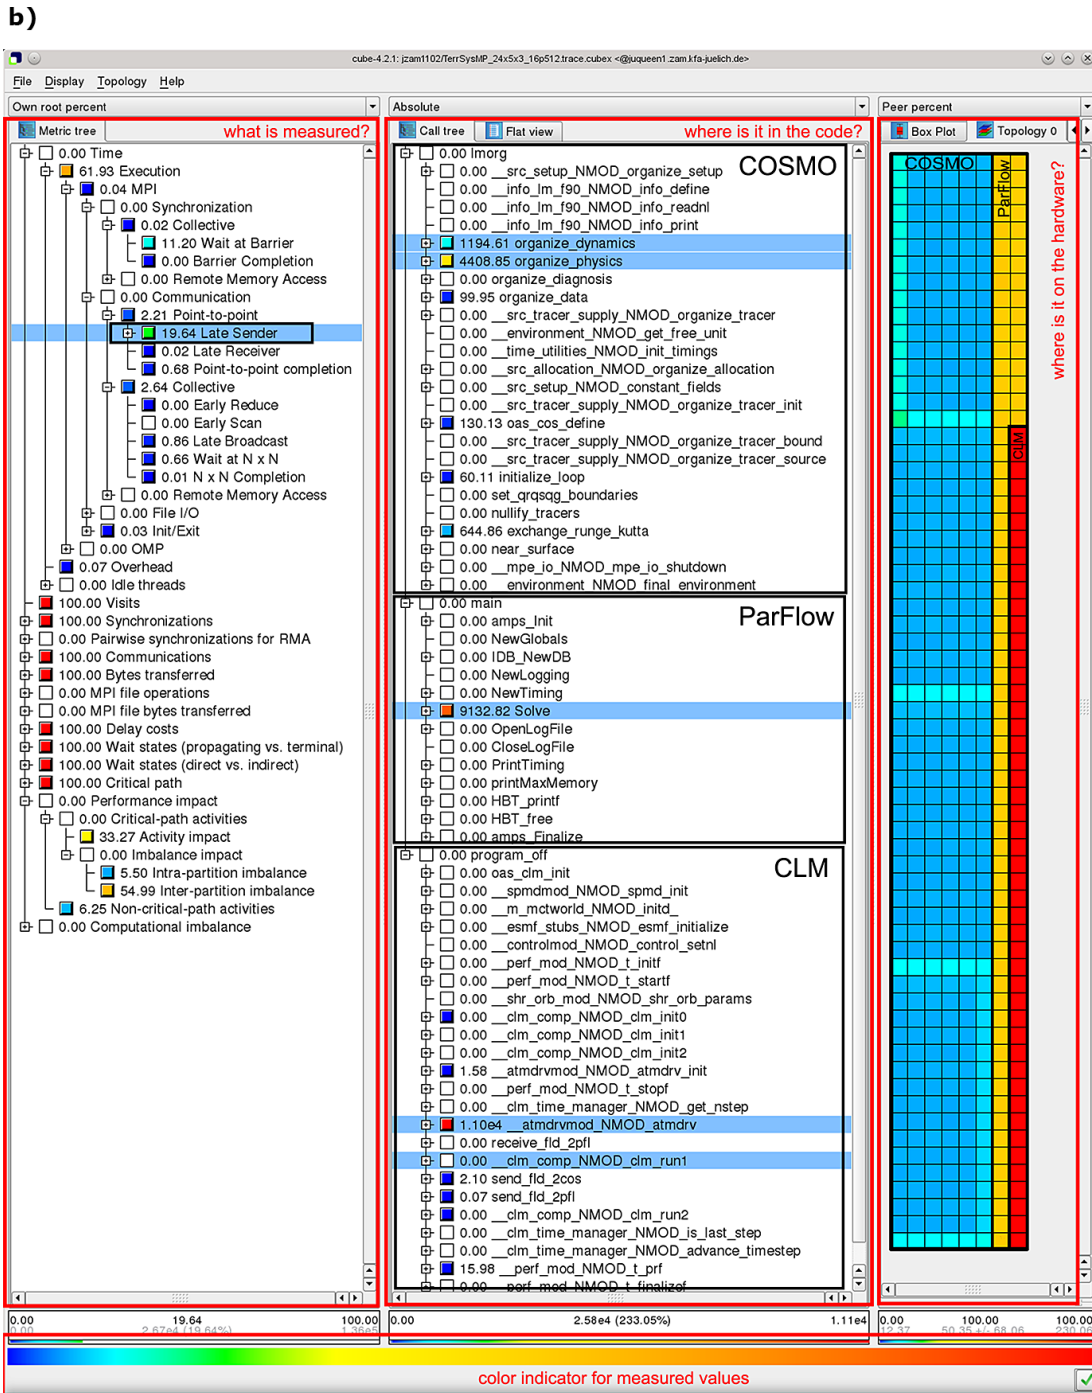 b)
cube-4.2.1: jzam1102/TerrSysMP_24x5x3_16p512.trace.cubex <@juqueen1.zam.kfa-juelich.de>
File Display Topology Help
Own root percent
Metric tree
what is measured?
0.00 Time
61.93 Execution
0.04 MPI
0.00 Synchronization
0.02 Collective
11.20 Wait at Barrier
0.00 Barrier Completion
0.00 Remote Memory Access
0.00 Communication
2.21 Point-to-point
19.64 Late Sender
0.02 Late Receiver
0.68 Point-to-point completion
2.64 Collective
0.00 Early Reduce
0.00 Early Scan
0.86 Late Broadcast
0.66 Wait at N x N
0.01 N x N Completion
0.00 Remote Memory Access
0.00 File I/O
0.03 Init/Exit
0.00 OMP
0.07 Overhead
0.00 Idle threads
100.00 Visits
100.00 Synchronizations
0.00 Pairwise synchronizations for RMA
100.00 Communications
100.00 Bytes transferred
0.00 MPI file operations
0.00 MPI file bytes transferred
100.00 Delay costs
100.00 Wait states (propagating vs. terminal)
100.00 Wait states (direct vs. indirect)
100.00 Critical path
0.00 Performance impact
0.00 Critical-path activities
33.27 Activity impact
0.00 Imbalance impact
5.50 Intra-partition imbalance
54.99 Inter-partition imbalance
6.25 Non-critical-path activities
0.00 Computational imbalance
0.00 19.64 100.00
0.00 2.67e4 (19.64%) 1.36e5
Absolute
Call tree
Flat view
where is it in the code?
COSMO
0.00 lmorg
0.00 __src_setup_NMOD_organize_setup
0.00 __info_lm_f90_NMOD_info_define
0.00 __info_lm_f90_NMOD_info_readnl
0.00 __info_lm_f90_NMOD_info_print
1194.61 organize_dynamics
4408.85 organize_physics
0.00 organize_diagnosis
99.95 organize_data
0.00 __src_tracer_supply_NMOD_organize_tracer
0.00 __environment_NMOD_get_free_unit
0.00 __time_utilities_NMOD_init_timings
0.00 __src_allocation_NMOD_organize_allocation
0.00 __src_setup_NMOD_constant_fields
0.00 __src_tracer_supply_NMOD_organize_tracer_init
130.13 oas_cos_define
0.00 __src_tracer_supply_NMOD_organize_tracer_bound
0.00 __src_tracer_supply_NMOD_organize_tracer_source
60.11 initialize_loop
0.00 set_qrqsqg_boundaries
0.00 nullify_tracers
644.86 exchange_runge_kutta
0.00 near_surface
0.00 __mpe_io_NMOD_mpe_io_shutdown
0.00 __environment_NMOD_final_environment
ParFlow
0.00 main
0.00 amps_Init
0.00 NewGlobals
0.00 IDB_NewDB
0.00 NewLogging
0.00 NewTiming
9132.82 Solve
0.00 OpenLogFile
0.00 CloseLogFile
0.00 PrintTiming
0.00 printMaxMemory
0.00 HBT_printf
0.00 HBT_free
0.00 amps_Finalize
CLM
0.00 program_off
0.00 oas_clm_init
0.00 __spmdmod_NMOD_spmd_init
0.00 __m_mctworld_NMOD_initd_
0.00 __esmf_stubs_NMOD_esmf_initialize
0.00 __controlmod_NMOD_control_setnl
0.00 __perf_mod_NMOD_t_initf
0.00 __perf_mod_NMOD_t_startf
0.00 __shr_orb_mod_NMOD_shr_orb_params
0.00 __clm_comp_NMOD_clm_init0
0.00 __clm_comp_NMOD_clm_init1
0.00 __clm_comp_NMOD_clm_init2
1.58 __atmdrvmod_NMOD_atmdrv_init
0.00 __perf_mod_NMOD_t_stopf
0.00 __clm_time_manager_NMOD_get_nstep
1.10e4 __atmdrvmod_NMOD_atmdrv
0.00 receive_fld_2pfl
0.00 __clm_comp_NMOD_clm_run1
2.10 send_fld_2cos
0.07 send_fld_2pfl
0.00 __clm_comp_NMOD_clm_run2
0.00 __clm_time_manager_NMOD_is_last_step
0.00 __clm_time_manager_NMOD_advance_timestep
15.98 __perf_mod_NMOD_t_prf
0.00 __perf_mod_NMOD_t_finalizef
0.00 2.58e4 (233.05%) 1.11e4
Peer percent
Box Plot
Topology 0
COSMO
ParFlow
CLM
where is it on the hardware?
0.00 100.00 100.00
12.37 50.35 +/- 68.06 230.06
color indicator for measured values